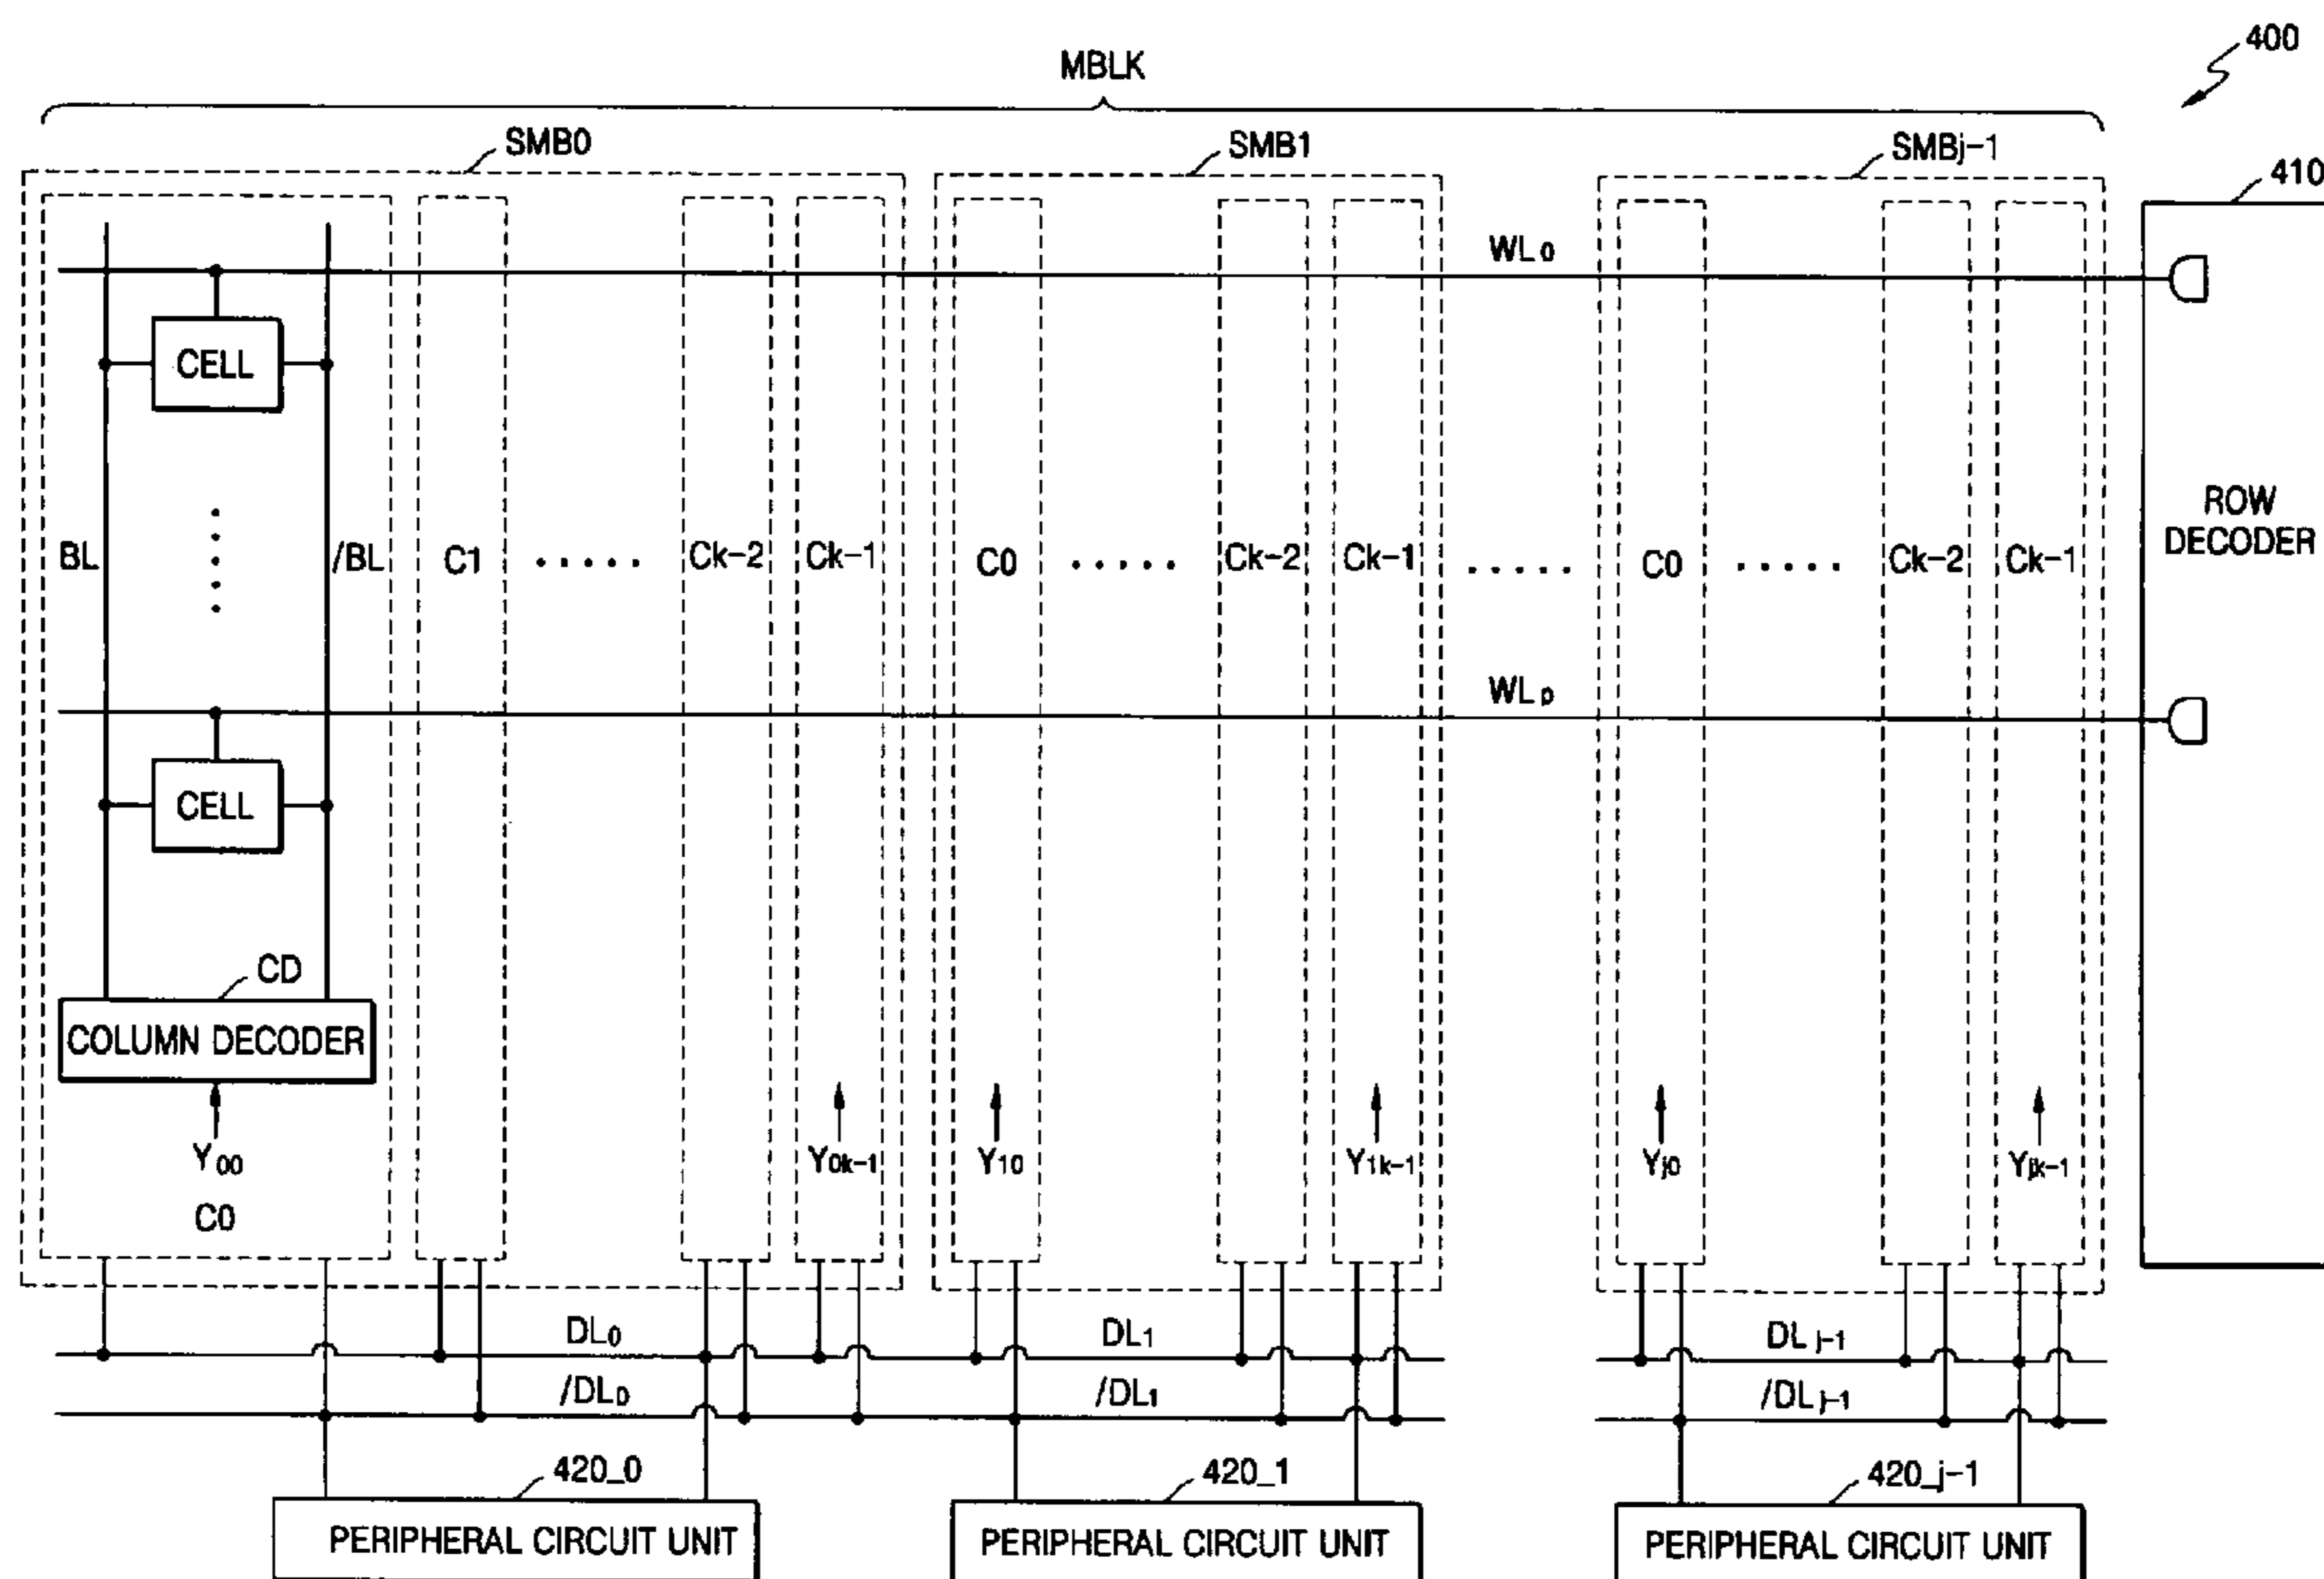 400
MBLK
SMB0
SMB1
SMBj-1
410
WL0
CELL
BL
/BL
C1
.....
Ck-2
Ck-1
C0
.....
Ck-2
Ck-1
.....
C0
.....
Ck-2
Ck-1
ROW
DECODER
WLp
CELL
CD
COLUMN DECODER
Y00
Y0k-1
Y10
Y1k-1
Yj0
Yjk-1
C0
DL0
DL1
DLj-1
/DL0
/DL1
/DLj-1
420_0
420_1
420_j-1
PERIPHERAL CIRCUIT UNIT
PERIPHERAL CIRCUIT UNIT
PERIPHERAL CIRCUIT UNIT